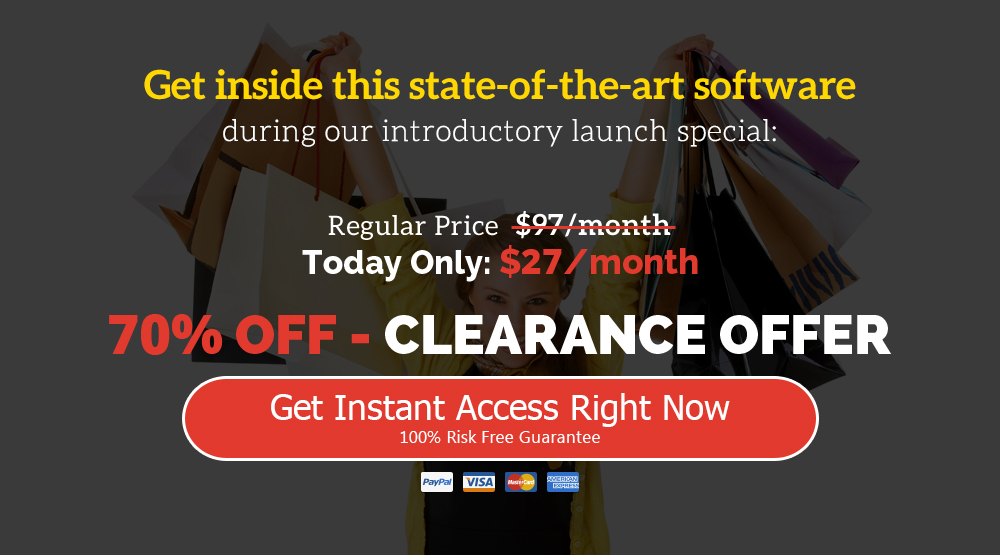 Get inside this state-of-the-art software
during our introductory launch special:
Regular Price $97/month
Today Only: $27/month
70% OFF - CLEARANCE OFFER
Get Instant Access Right Now
100% Risk Free Guarantee
PayPal VISA MasterCard AMERICAN EXPRESS